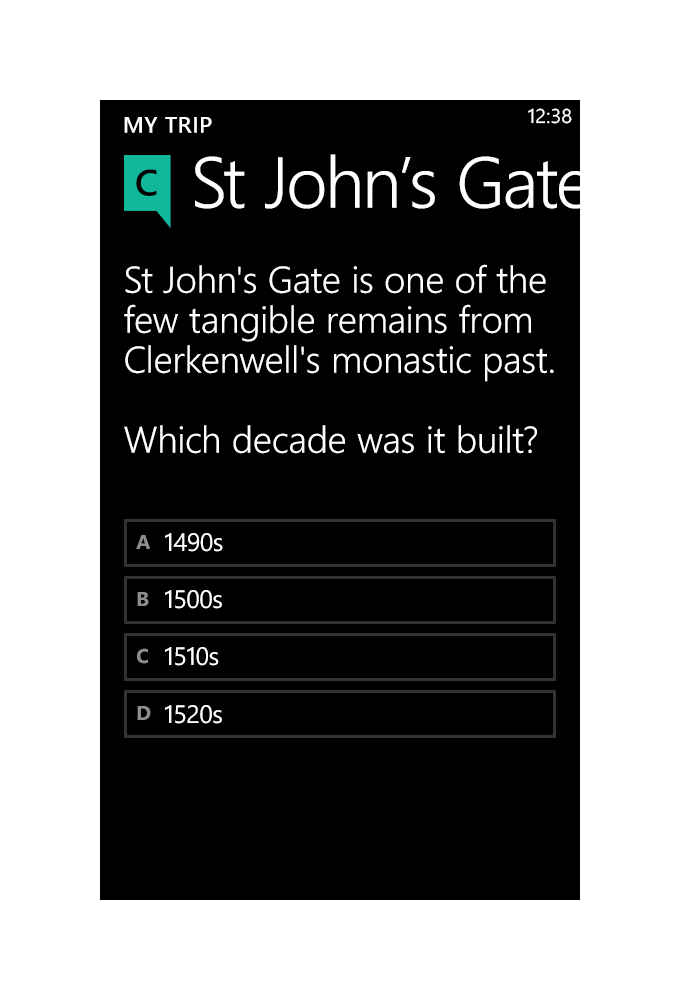 MY TRIP
12:38
C
St John’s Gate
St John's Gate is one of the
few tangible remains from
Clerkenwell's monastic past.
Which decade was it built?
A 1490s
B 1500s
C 1510s
D 1520s